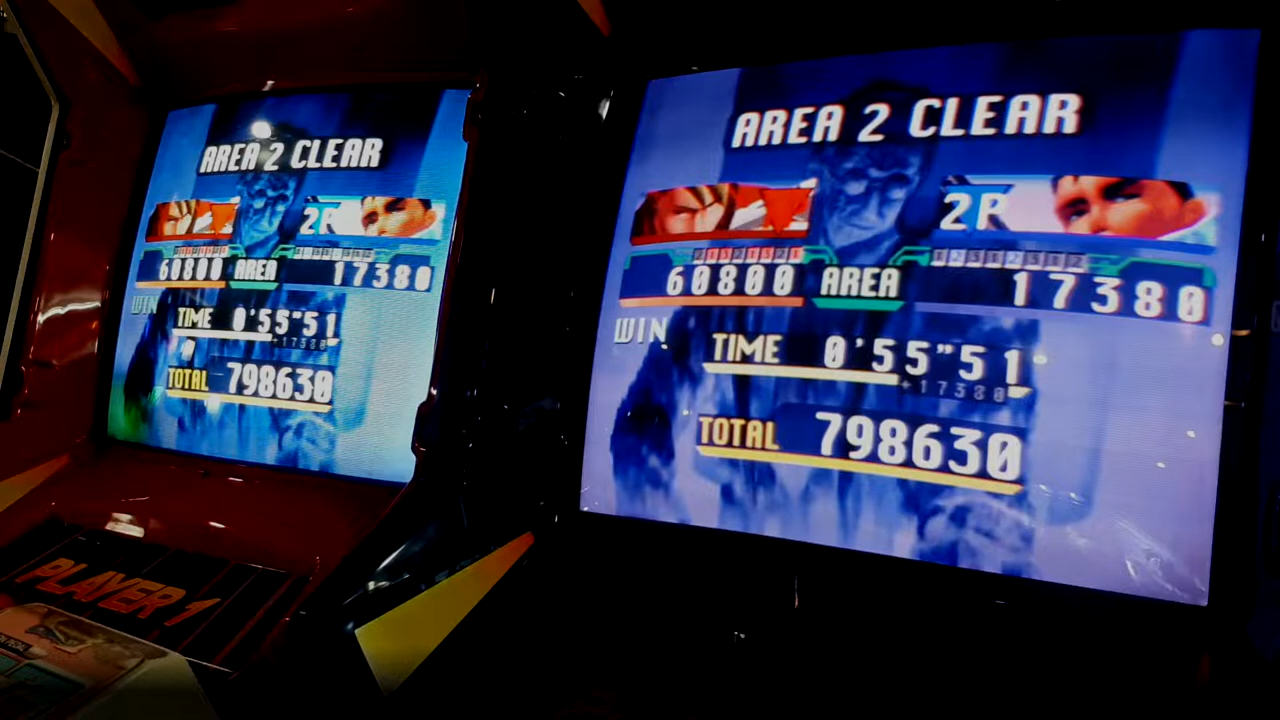 AREA 2 CLEAR
2P
60800 AREA 17380
WIN
TIME 0'55"51
+17380
TOTAL 798630
PLAYER 1
AREA 2 CLEAR
2P
60800 AREA 17380
WIN
TIME 0'55"51
+17380
TOTAL 798630